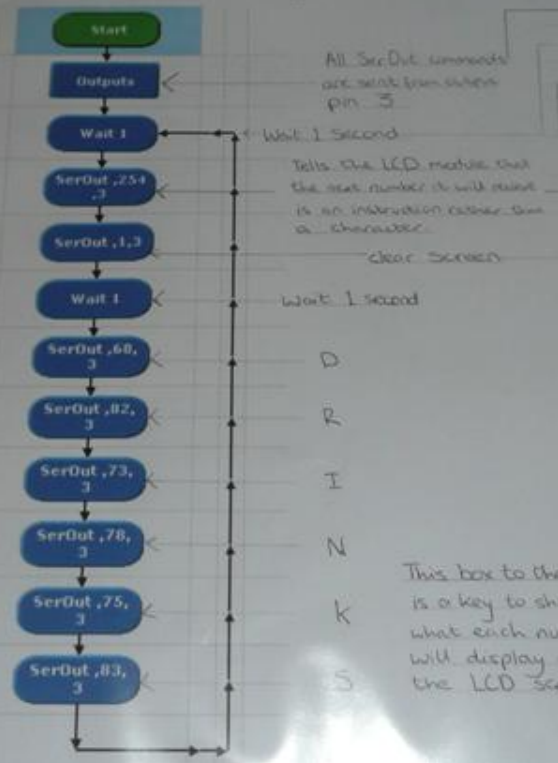 Start
Outputs
All SerOut commands
are sent from output
pin 3
Wait 1
Wait 1 Second
SerOut ,254
,3
Tells the LCD module that
the next number it will receive
is an instruction rather than
a character.
SerOut ,1,3
clear Screen
Wait 1
Wait 1 second
SerOut ,68,
3
D
SerOut ,82,
3
R
SerOut ,73,
3
I
SerOut ,78,
3
N
SerOut ,75,
3
K
SerOut ,83,
3
S
This box to the
is a key to sh
what each nu
will display
the LCD Sc